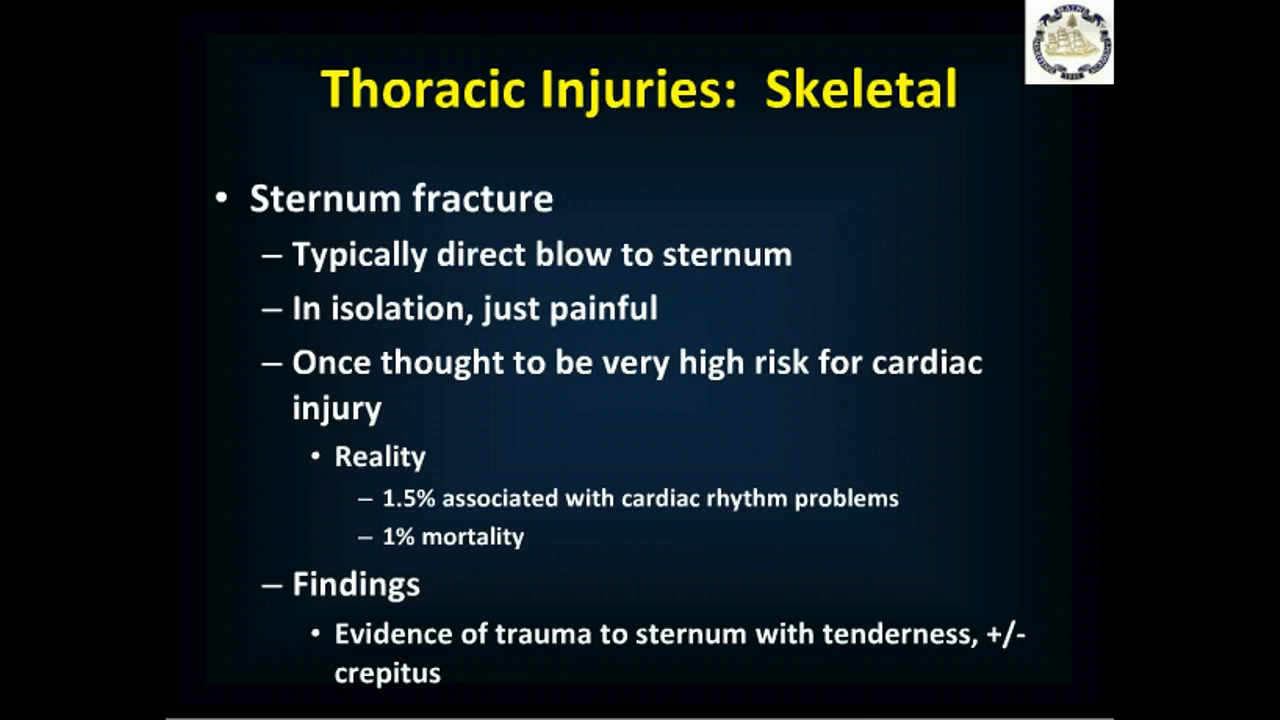 MAINE
Thoracic Injuries: Skeletal
• Sternum fracture
– Typically direct blow to sternum
– In isolation, just painful
– Once thought to be very high risk for cardiac
injury
• Reality
– 1.5% associated with cardiac rhythm problems
– 1% mortality
– Findings
• Evidence of trauma to sternum with tenderness, +/-
crepitus